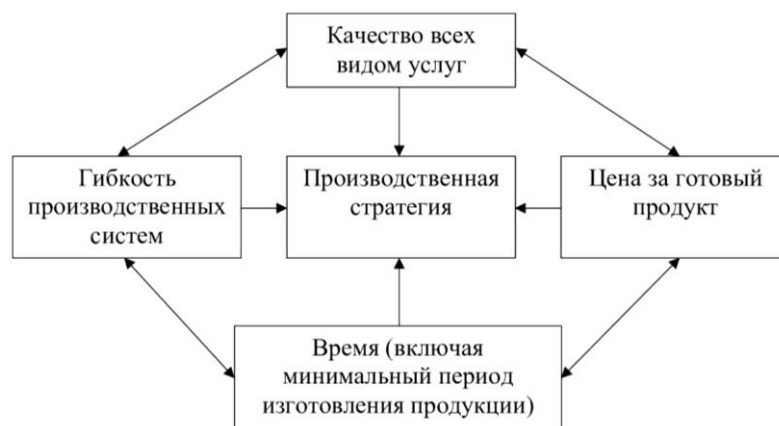 Качество всех
видом услуг
Гибкость
производственных
систем
Производственная
стратегия
Цена за готовый
продукт
Время (включая
минимальный период
изготовления продукции)